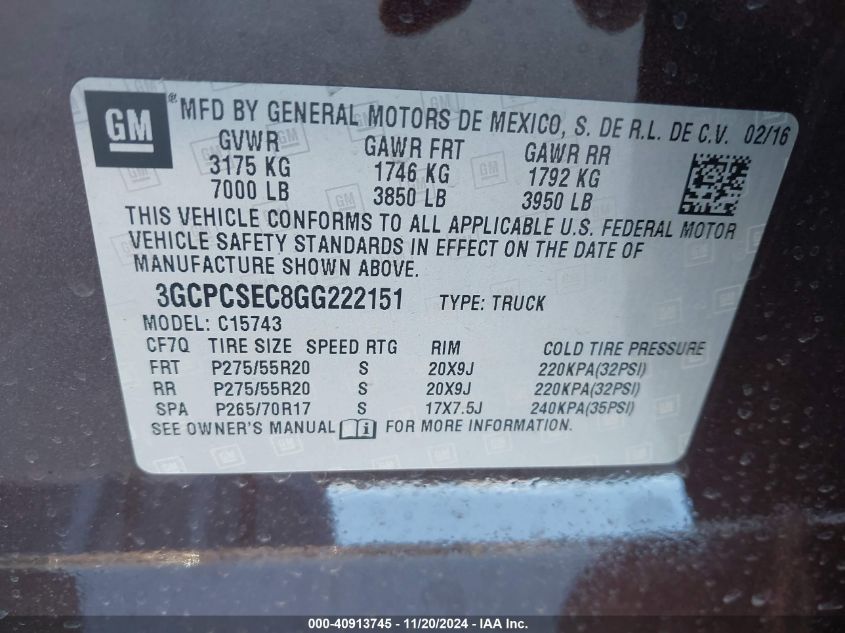 GM
® MFD BY GENERAL MOTORS DE MEXICO, S. DE R.L. DE C.V. 02/16
GVWR GAWR FRT GAWR RR
3175 KG 1746 KG 1792 KG
7000 LB 3850 LB 3950 LB
THIS VEHICLE CONFORMS TO ALL APPLICABLE U.S. FEDERAL MOTOR
VEHICLE SAFETY STANDARDS IN EFFECT ON THE DATE OF
MANUFACTURE SHOWN ABOVE.
3GCPCSEC8GG222151 TYPE: TRUCK
MODEL: C15743
CF7Q TIRE SIZE SPEED RTG RIM COLD TIRE PRESSURE
FRT P275/55R20 S 20X9J 220KPA(32PSI)
RR P275/55R20 S 20X9J 220KPA(32PSI)
SPA P265/70R17 S 17X7.5J 240KPA(35PSI)
SEE OWNER'S MANUAL i FOR MORE INFORMATION.
000-40913745 - 11/20/2024 - IAA Inc.